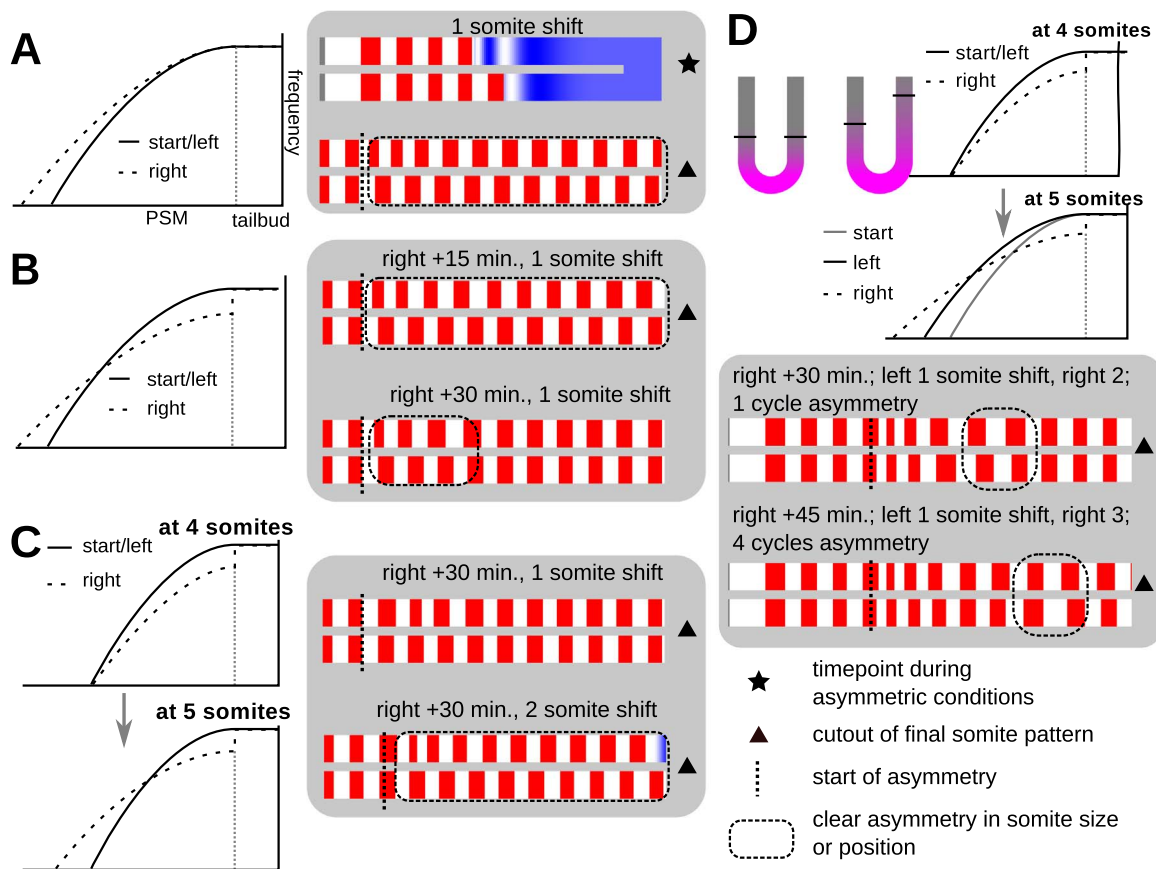 A
start/left
right
PSM
tailbud
frequency
1 somite shift
B
start/left
right
right +15 min., 1 somite shift
right +30 min., 1 somite shift
C
at 4 somites
start/left
right
at 5 somites
right +30 min., 1 somite shift
right +30 min., 2 somite shift
D
at 4 somites
start/left
right
at 5 somites
start
left
right
right +30 min.; left 1 somite shift, right 2;
1 cycle asymmetry
right +45 min.; left 1 somite shift, right 3;
4 cycles asymmetry
timepoint during
asymmetric conditions
cutout of final somite pattern
start of asymmetry
clear asymmetry in somite size
or position